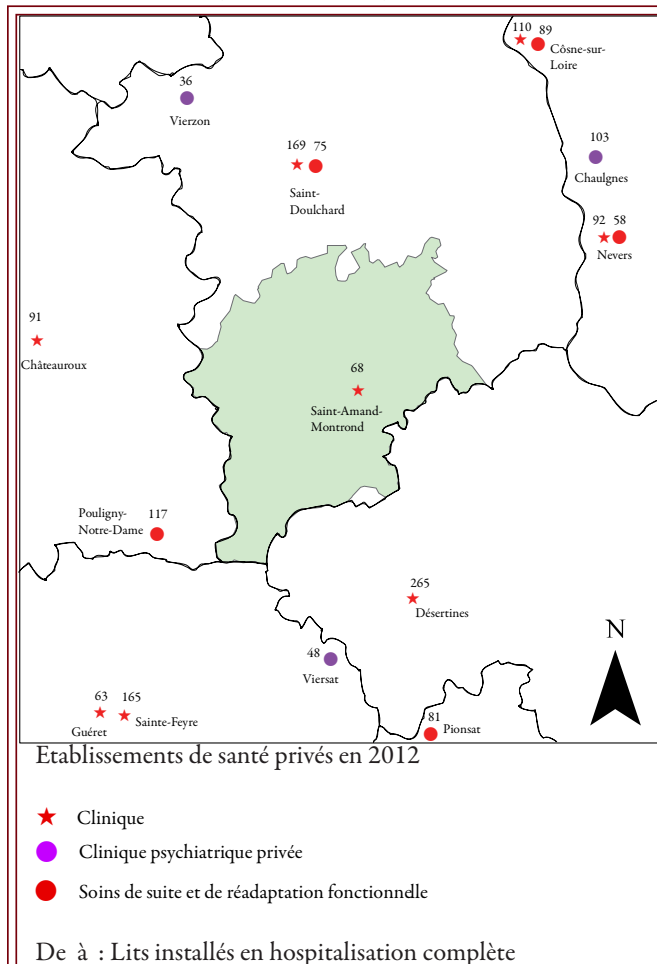 110 89
Côsne-sur-
Loire
36
Vierzon
103
Chaulgnes
169 75
Saint-
Doulchard
92 58
Nevers
91
Châteauroux
68
Saint-Amand-
Montrond
Pouligny-
Notre-Dame
117
265
Désertines
N
48
Viersat
63 165
Guéret
Sainte-Feyre
81
Pionsat
Etablissements de santé privés en 2012
Clinique
Clinique psychiatrique privée
Soins de suite et de réadaptation fonctionndle
De à : Lits installés en hospitalisation complète